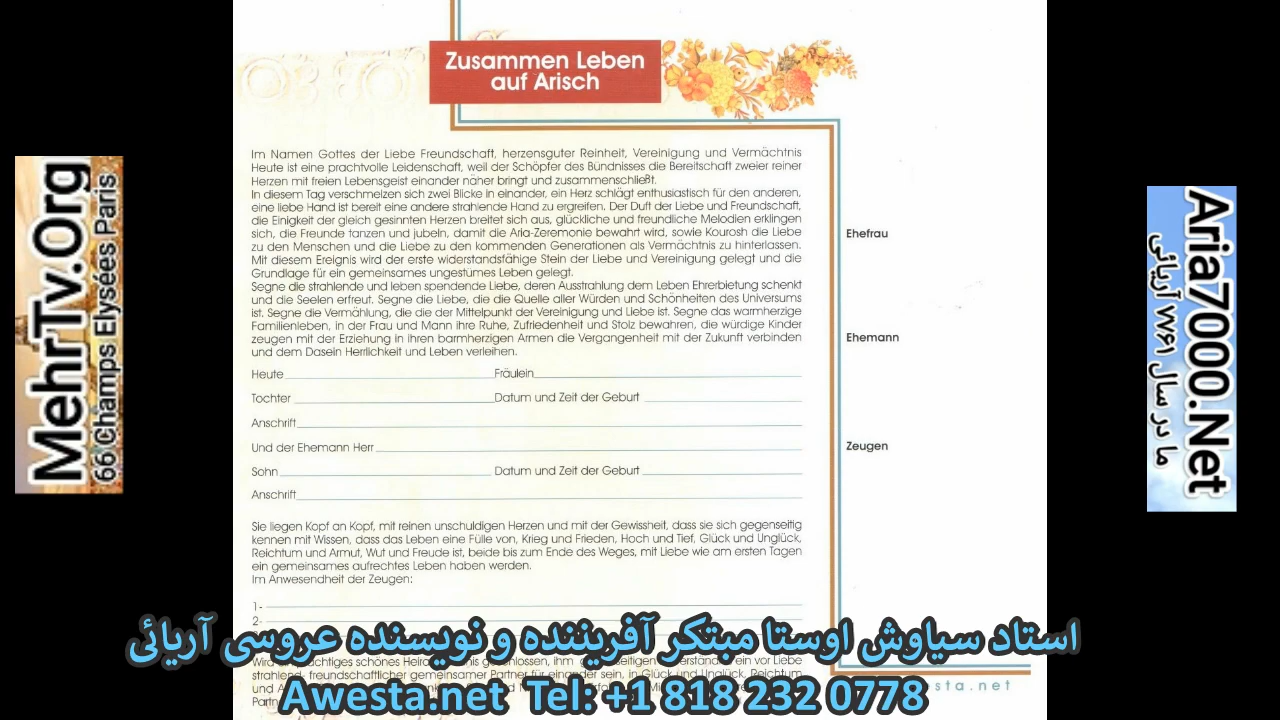 Zusammen Leben
auf Arisch
Im Namen Gottes der Liebe Freundschaft, herzensguter Reinheit, Vereinigung und Vermächtnis
Heute ist eine prachtvolle Leidenschaft, weil der Schöpfer des Bündnisses die Bereitschaft zweier reiner
Herzen mit freien Lebensgeist einander näher bringt und zusammenschließt.
In diesem Tag verschmelzen sich zwei Blicke in einander, ein Herz schlägt enthusiastisch für den anderen,
eine liebe Hand ist bereit eine andere strahlende Hand zu ergreifen. Der Duft der Liebe und Freundschaft,
die Einigkeit der gleich gesinnten Herzen breitet sich aus, glückliche und freundliche Melodien erklingen
sich, die Freunde tanzen und jubeln, damit die Aria-Zeremonie bewahrt wird, sowie Kourosh die Liebe
zu den Menschen und die Liebe zu den kommenden Generationen als Vermächtnis zu hinterlassen.
Mit diesem Ereignis wird der erste widerstandsfähige Stein der Liebe und Vereinigung gelegt und die
Grundlage für ein gemeinsames ungestümes Leben gelegt.
Segne die strahlende und leben spendende Liebe, deren Ausstrahlung dem Leben Ehrerbietung schenkt
und die Seelen erfreut. Segne die Liebe, die die Quelle aller Würden und Schönheiten des Universums
ist. Segne die Vermählung, die die der Mittelpunkt der Vereinigung und Liebe ist. Segne das warmherzige
Familienleben, in der Frau und Mann ihre Ruhe, Zufriedenheit und Stolz bewahren, die würdige Kinder
zeugen mit der Erziehung in ihren barmherzigen Armen die Vergangenheit mit der Zukunft verbinden
und dem Dasein Herrlichkeit und Leben verleihen.
Heute Fräulein
Tochter Datum und Zeit der Geburt
Anschrift
Und der Ehemann Herr
Sohn Datum und Zeit der Geburt
Anschrift
Sie liegen Kopf an Kopf, mit reinen unschuldigen Herzen und mit der Gewissheit, dass sie sich gegenseitig
kennen mit Wissen, dass das Leben eine Fülle von, Krieg und Frieden, Hoch und Tief, Glück und Unglück,
Reichtum und Armut, Wut und Freude ist, beide bis zum Ende des Weges, mit Liebe wie am ersten Tagen
ein gemeinsames aufrechtes Leben haben werden.
Im Anwesendheit der Zeugen:
1-
2-
Ehefrau
Ehemann
Zeugen
MehrTv.Org
66 Champs Elysées Paris
Aria7000.Net
ما در سال ۷۷۴۱ آریائی
استاد سیاوش اوستا مبتکر آفریننده و نویسنده عروسی آریائی
Awesta.net Tel: +1 818 232 0778